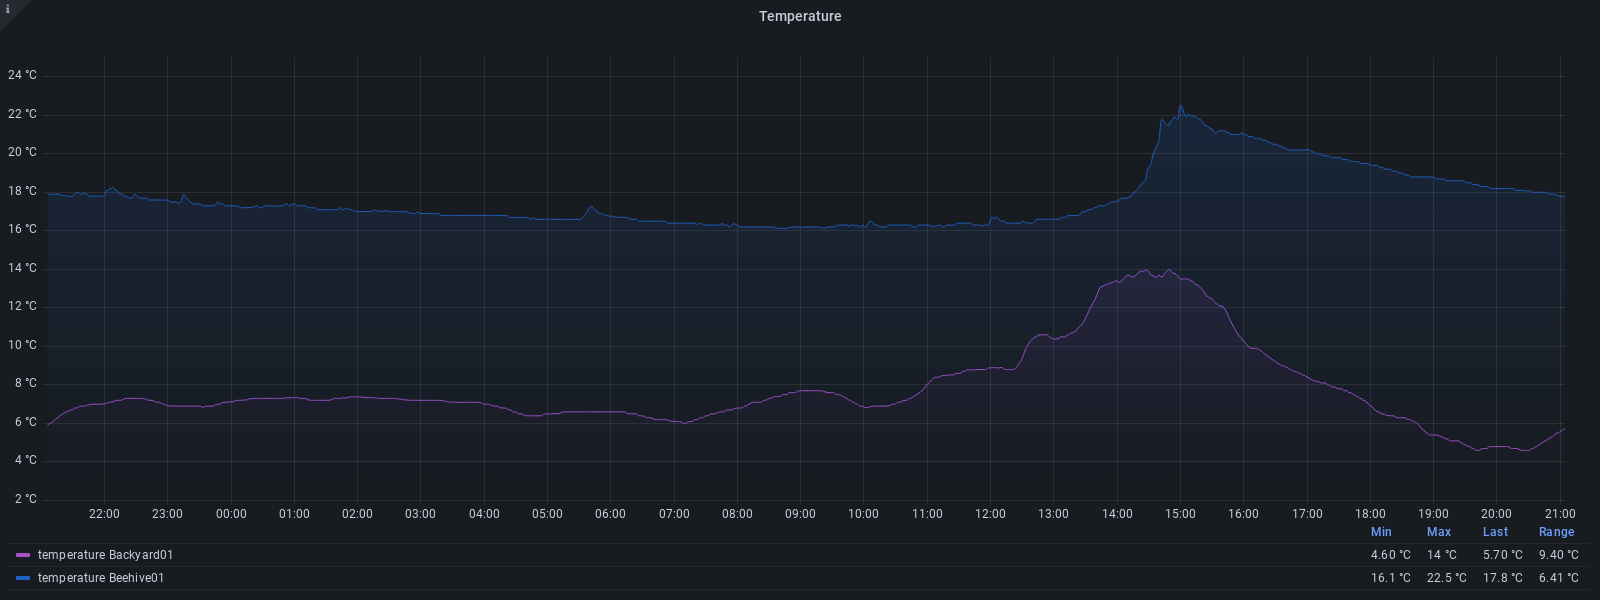 i
Temperature
24 °C
22 °C
20 °C
18 °C
16 °C
14 °C
12 °C
10 °C
8 °C
6 °C
4 °C
2 °C
22:00 23:00 00:00 01:00 02:00 03:00 04:00 05:00 06:00 07:00 08:00 09:00 10:00 11:00 12:00 13:00 14:00 15:00 16:00 17:00 18:00 19:00 20:00 21:00
Min Max Last Range
temperature Backyard01 4.60 °C 14 °C 5.70 °C 9.40 °C
temperature Beehive01 16.1 °C 22.5 °C 17.8 °C 6.41 °C